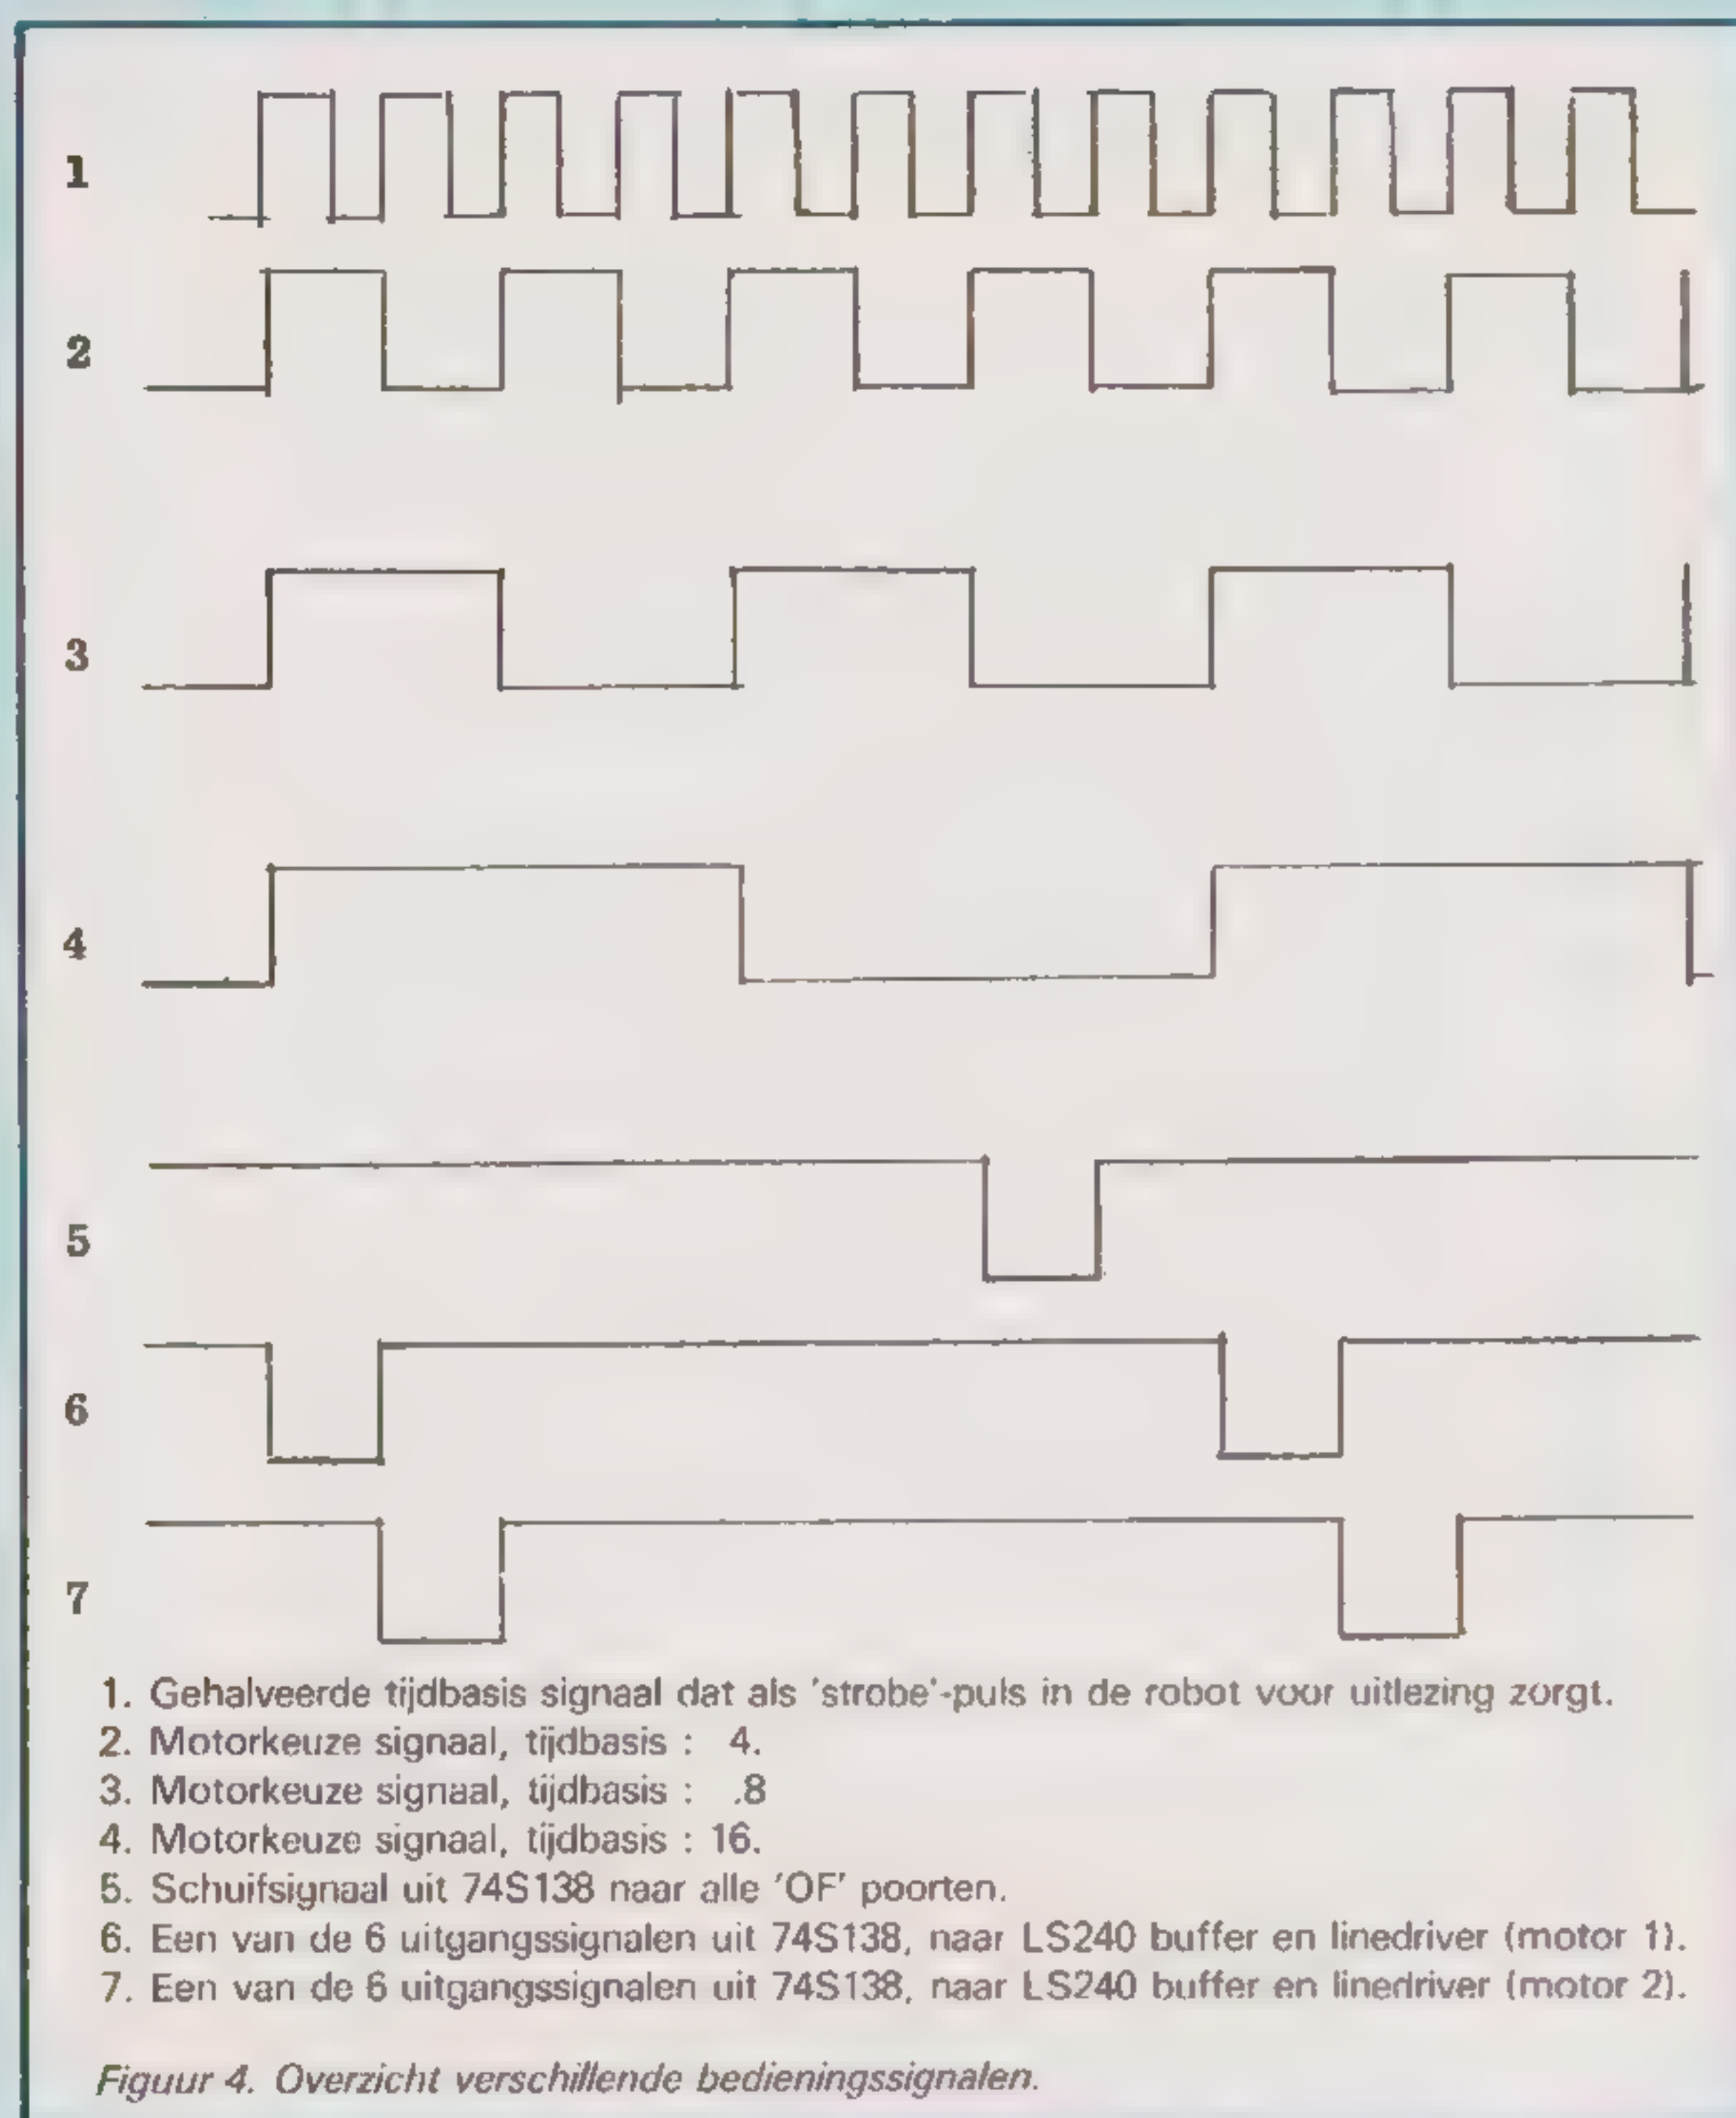 1
2
3
4
5
6
7
1. Gehalveerde tijdbasis signaal dat als 'strobe'-puls in de robot voor uitlezing zorgt.
2. Motorkeuze signaal, tijdbasis : 4.
3. Motorkeuze signaal, tijdbasis : .8
4. Motorkeuze signaal, tijdbasis : 16.
5. Schuifsignaal uit 74S138 naar alle 'OF' poorten.
6. Een van de 6 uitgangssignalen uit 74S138, naar LS240 buffer en linedriver (motor 1).
7. Een van de 6 uitgangssignalen uit 74S138, naar LS240 buffer en linedriver (motor 2).
Figuur 4. Overzicht verschillende bedieningssignalen.